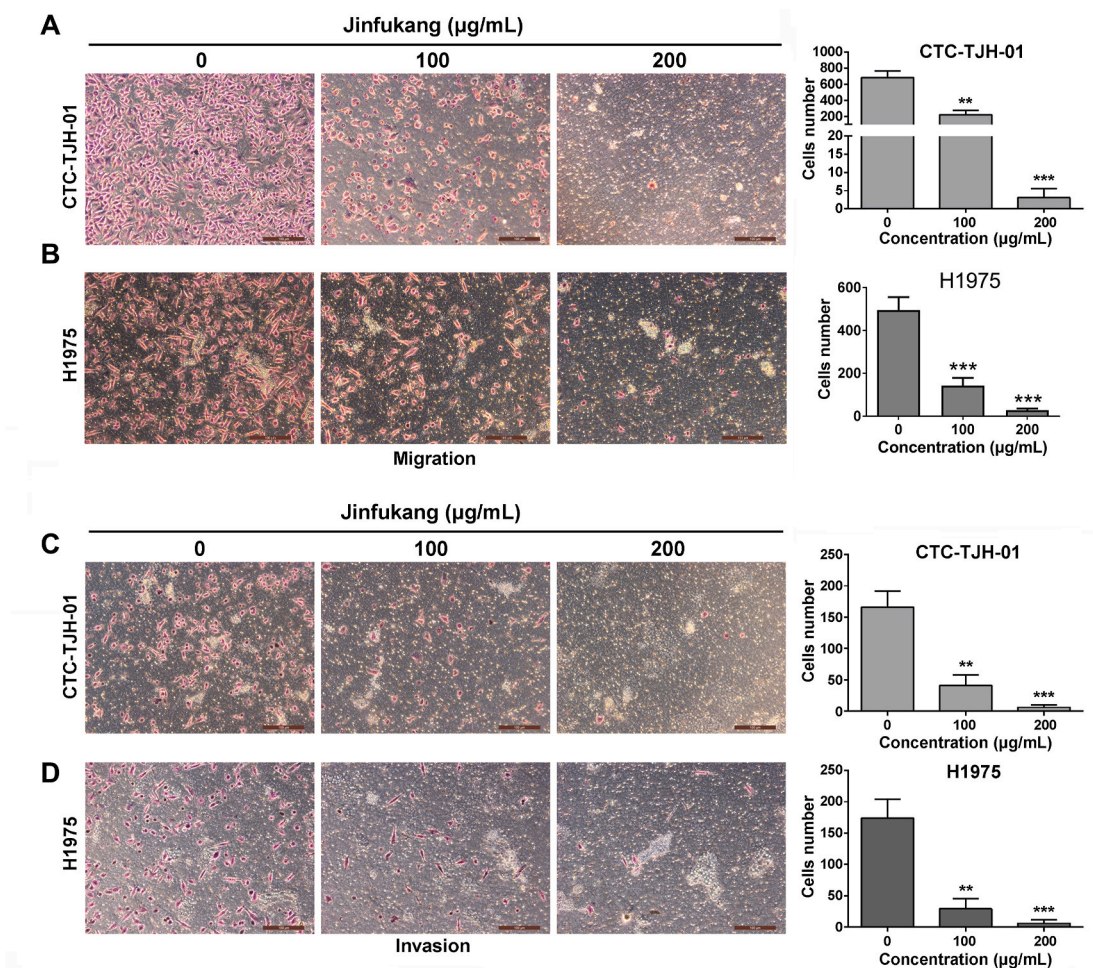 A
Jinfukang (µg/mL)
0 100 200
CTC-TJH-01
CTC-TJH-01
1000
800
600
400
200
20
15
10
5
0
Cells number
**
***
0 100 200
Concentration (µg/mL)
B
H1975
H1975
600
400
200
0
Cells number
***
***
0 100 200
Concentration (µg/mL)
Migration
Jinfukang (µg/mL)
C
0 100 200
CTC-TJH-01
CTC-TJH-01
250
200
150
100
50
0
Cells number
**
***
0 100 200
Concentration (µg/mL)
D
H1975
H1975
250
200
150
100
50
0
Cells number
**
***
0 100 200
Concentration (µg/mL)
Invasion